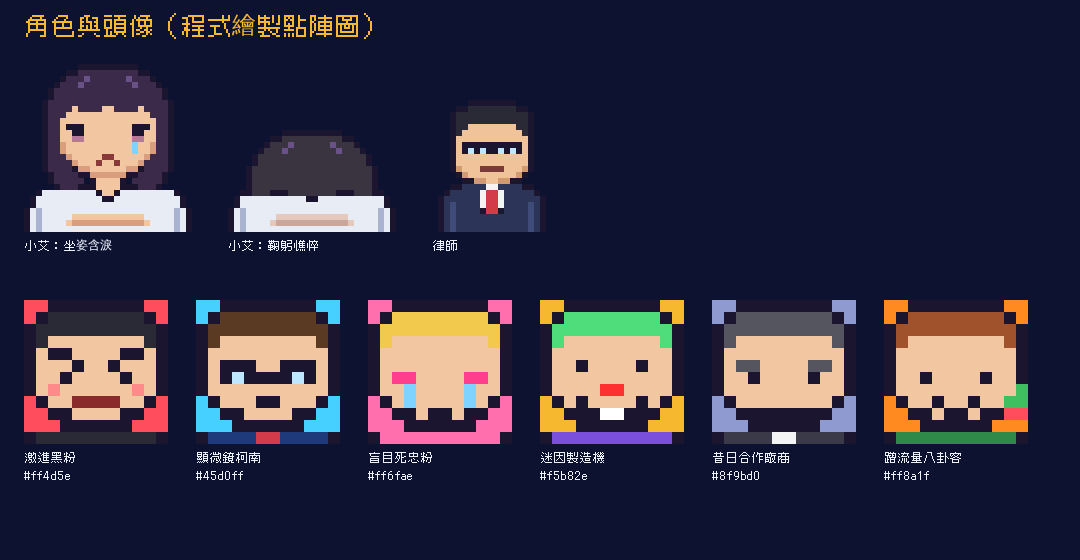 角色與頭像（程式繪製點陣圖）
小艾：坐姿含淚
小艾：鞠躬憔悴
律師
激進黑粉
#ff4d5e
顯微鏡柯南
#45d0ff
盲目死忠粉
#ff6fae
迷因製造機
#f5b82e
昔日合作廠商
#8f9bd0
蹭流量八卦客
#ff8a1f